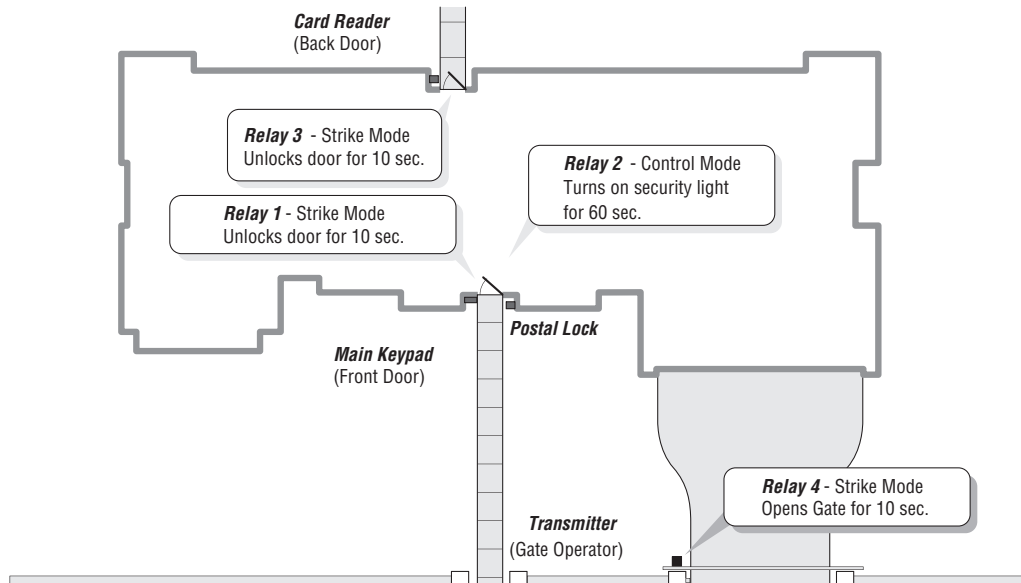 Card Reader
(Back Door)
Relay 3 - Strike Mode
Unlocks door for 10 sec.
Relay 2 - Control Mode
Turns on security light
for 60 sec.
Relay 1 - Strike Mode
Unlocks door for 10 sec.
Postal Lock
Main Keypad
(Front Door)
Relay 4 - Strike Mode
Opens Gate for 10 sec.
Transmitter
(Gate Operator)